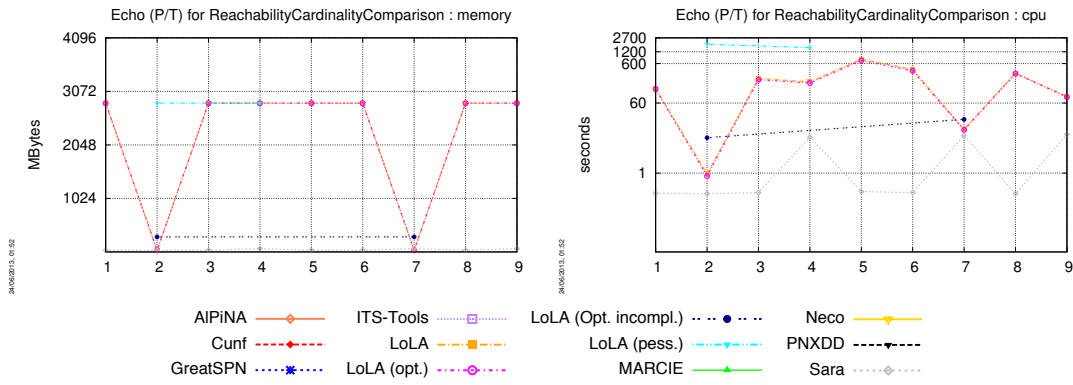 Echo (P/T) for ReachabilityCardinalityComparison : memory
4096
3072
2048
1024
MBytes
1 2 3 4 5 6 7 8 9
24/06/2013, 01:52
Echo (P/T) for ReachabilityCardinalityComparison : cpu
2700
1200
600
60
1
seconds
1 2 3 4 5 6 7 8 9
24/06/2013, 01:52
AlPiNA
Cunf
GreatSPN
ITS-Tools
LoLA
LoLA (opt.)
LoLA (Opt. incompl.)
LoLA (pess.)
MARCIE
Neco
PNXDD
Sara